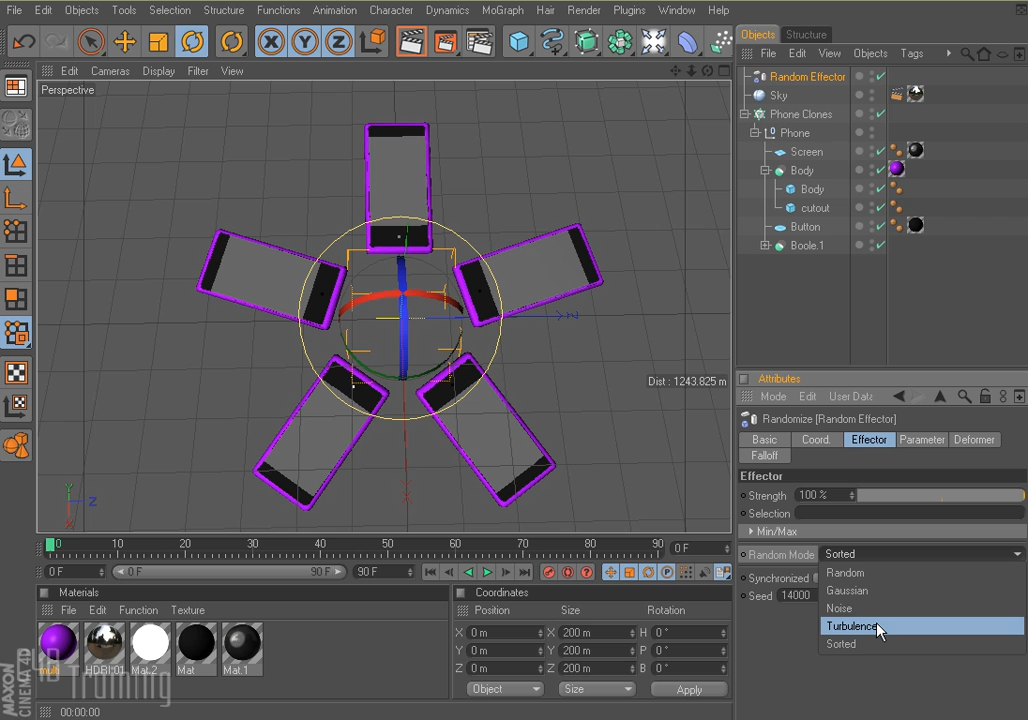 File Edit Objects Tools Selection Structure Functions Animation Character Dynamics MoGraph Hair Render Plugins Window Help
Objects Structure
File Edit View Objects Tags
Edit Cameras Display Filter View
Perspective
Random Effector
Sky
Phone Clones
Phone
Screen
Body
Body
cutout
Button
Boole.1
Dist : 1243.825 m
Y
Z
X
Attributes
Mode Edit User Data
Randomize [Random Effector]
Basic Coord. Effector Parameter Deformer
Falloff
Effector
Strength 100 %
Selection
Min/Max
Random Mode Sorted
Random
Gaussian
Noise
Turbulence
Sorted
Synchronized
Seed 14000
0 10 20 30 40 50 60 70 80 90 0 F
0 F 0 F 90 F 90 F
Materials
File Edit Function Texture
multi HDRI 01 Mat.2 Mat Mat.1
Coordinates
Position Size Rotation
X 0 m X 200 m H 0 °
Y 0 m Y 200 m P 0 °
Z 0 m Z 200 m B 0 °
Object Size Apply
MAXON
CINEMA 4D
Training
00:00:00